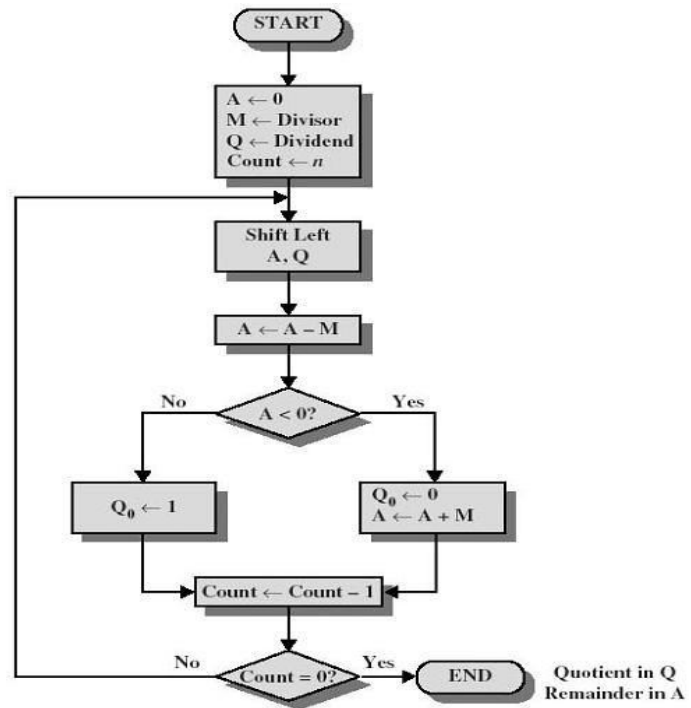 START
A ← 0
M ← Divisor
Q ← Dividend
Count ← n
Shift Left
A, Q
A ← A – M
No
A < 0?
Yes
Q₀ ← 1
Q₀ ← 0
A ← A + M
Count ← Count – 1
No
Count = 0?
Yes
END
Quotient in Q
Remainder in A